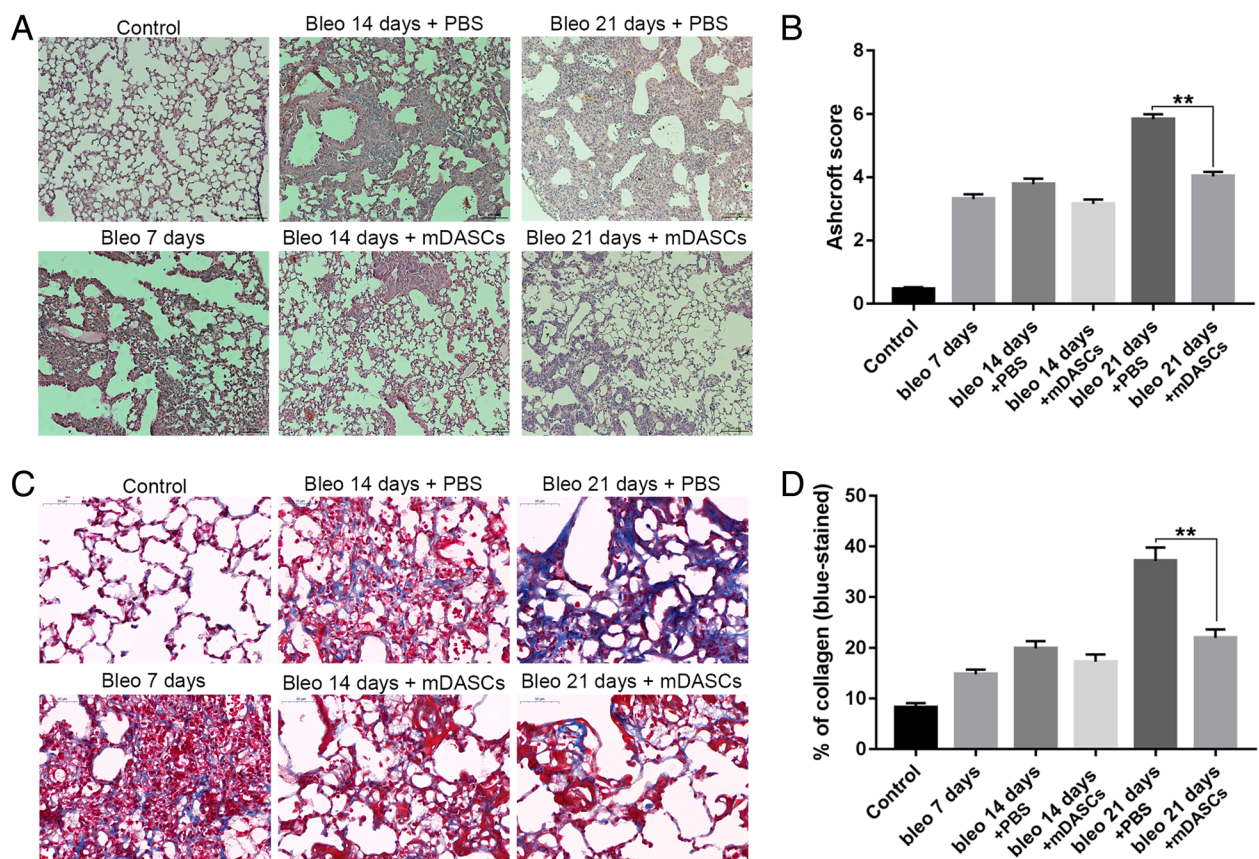 A
Control
Bleo 14 days + PBS
Bleo 21 days + PBS
Bleo 7 days
Bleo 14 days + mDASCs
Bleo 21 days + mDASCs
B
Ashcroft score
8
6
4
2
0
**
Control
bleo 7 days
bleo 14 days
+PBS
bleo 14 days
+mDASCs
bleo 21 days
+PBS
bleo 21 days
+mDASCs
C
Control
Bleo 14 days + PBS
Bleo 21 days + PBS
Bleo 7 days
Bleo 14 days + mDASCs
Bleo 21 days + mDASCs
D
% of collagen (blue-stained)
50
40
30
20
10
0
**
Control
bleo 7 days
bleo 14 days
+PBS
bleo 14 days
+mDASCs
bleo 21 days
+PBS
bleo 21 days
+mDASCs